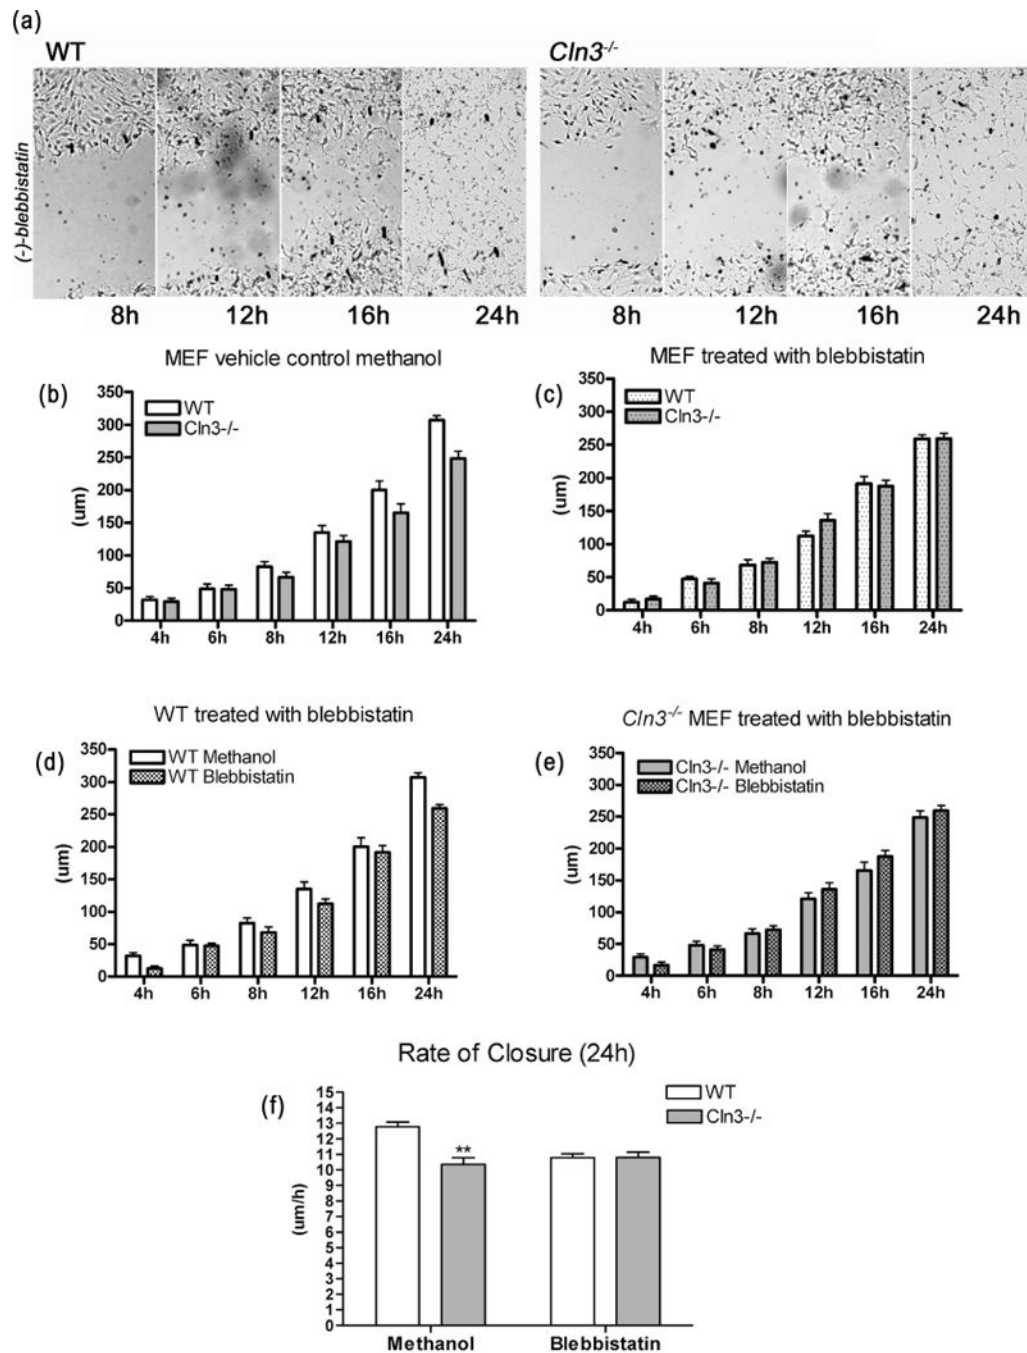 (a)
WT Cln3-/-
(-)-blebbistatin
8h 12h 16h 24h 8h 12h 16h 24h
MEF vehicle control methanol
(b)
350
300
250
200
150
100
50
0
(um)
WT
Cln3-/-
4h 6h 8h 12h 16h 24h
MEF treated with blebbistatin
(c)
350
300
250
200
150
100
50
0
(um)
WT
Cln3-/-
4h 6h 8h 12h 16h 24h
WT treated with blebbistatin
(d)
350
300
250
200
150
100
50
0
(um)
WT Methanol
WT Blebbistatin
4h 6h 8h 12h 16h 24h
Cln3-/- MEF treated with blebbistatin
(e)
350
300
250
200
150
100
50
0
(um)
Cln3-/- Methanol
Cln3-/- Blebbistatin
4h 6h 8h 12h 16h 24h
Rate of Closure (24h)
(f)
15
14
13
12
11
10
9
8
7
6
5
4
3
2
1
0
(um/h)
WT
Cln3-/-
**
Methanol Blebbistatin